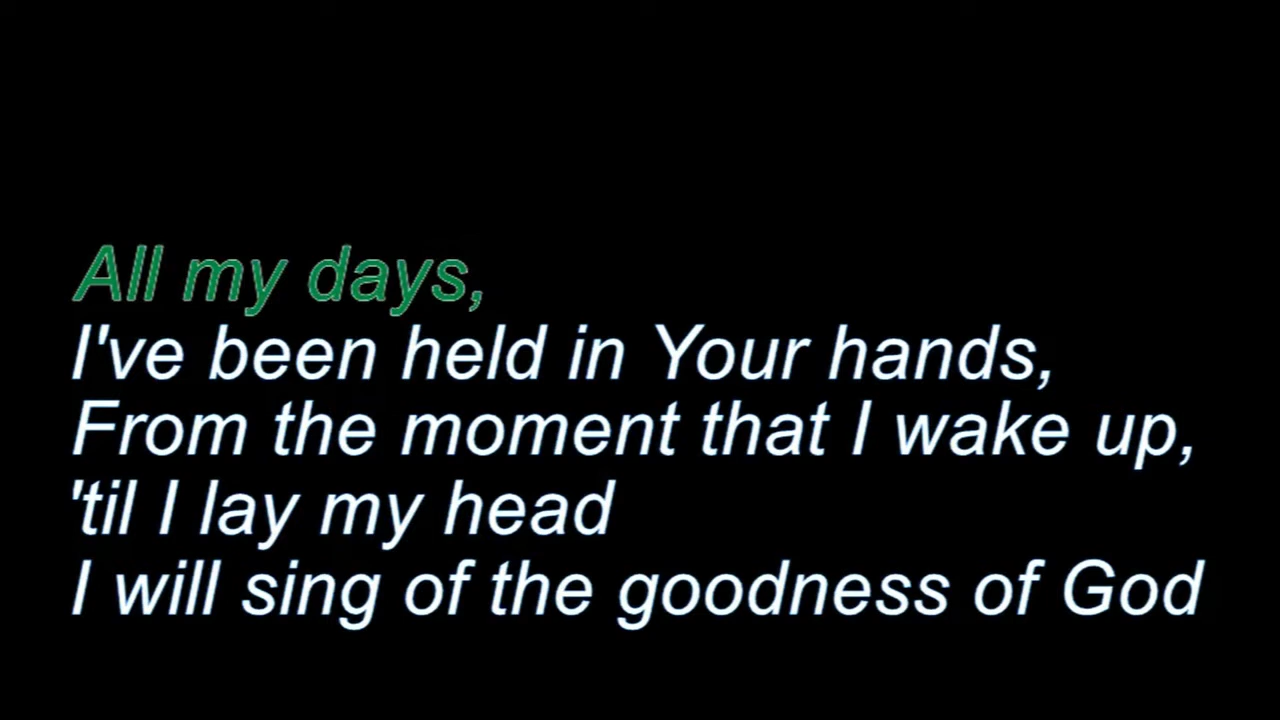 All my days,
I've been held in Your hands,
From the moment that I wake up,
'til I lay my head
I will sing of the goodness of God